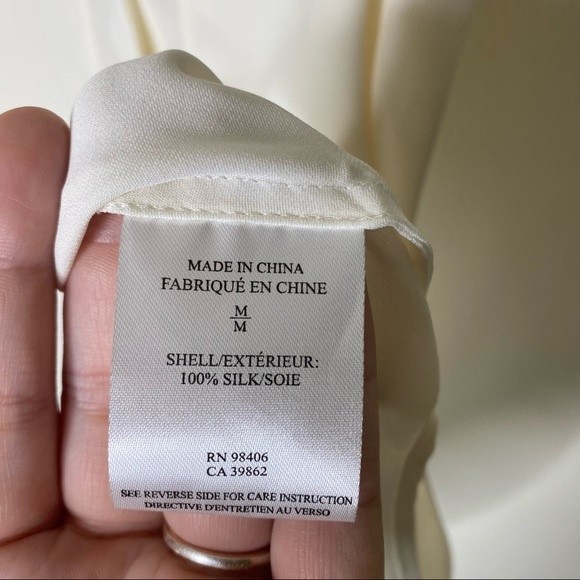 MADE IN CHINA
FABRIQUÉ EN CHINE
M
M
SHELL/EXTÉRIEUR:
100% SILK/SOIE
RN 98406
CA 39862
SEE REVERSE SIDE FOR CARE INSTRUCTION
DIRECTIVE D'ENTRETIEN AU VERSO